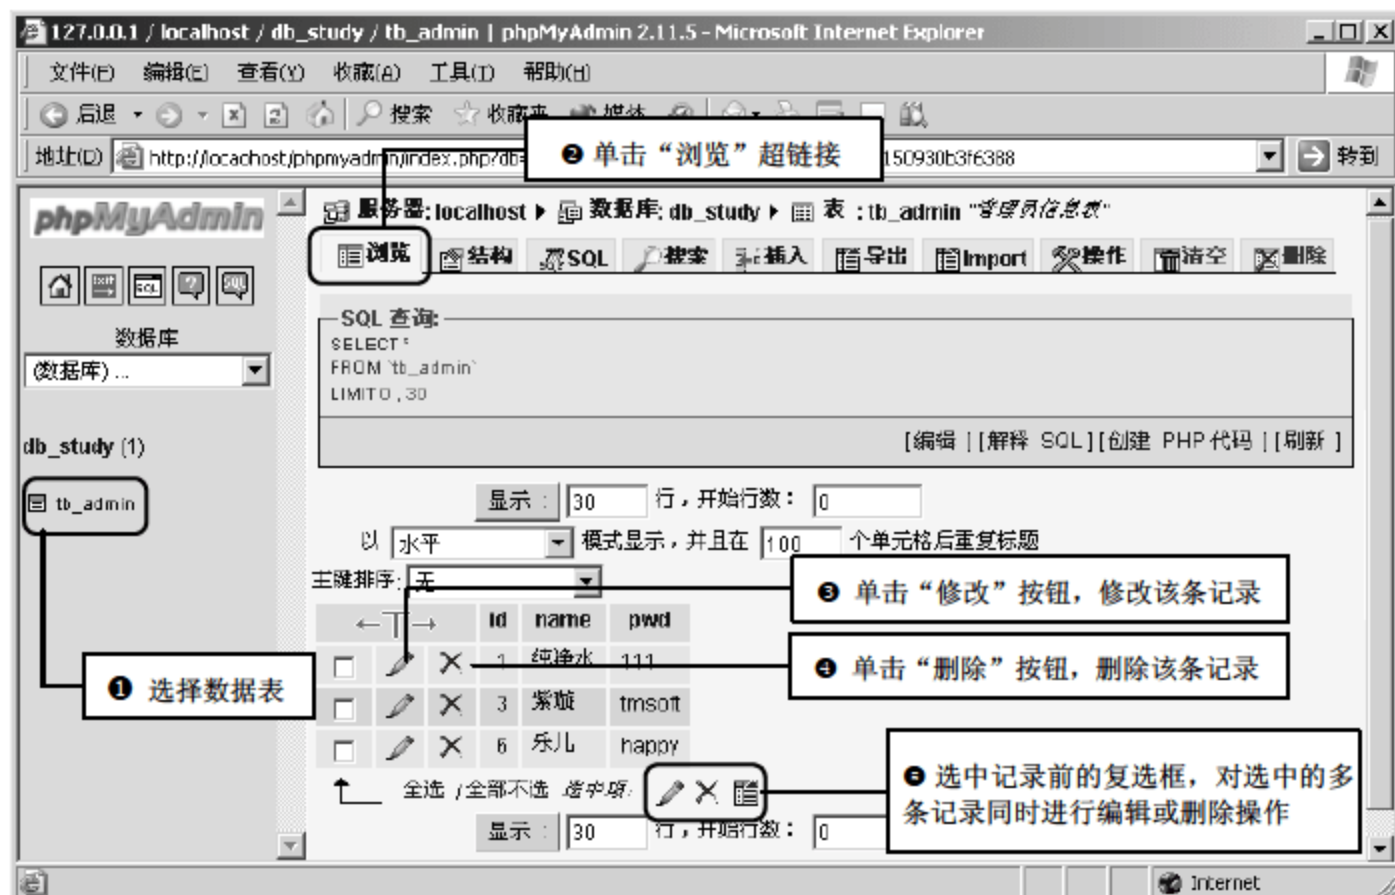 127.0.0.1 / localhost / db_study / tb_admin | phpMyAdmin 2.11.5 - Microsoft Internet Explorer
文件(F) 编辑(E) 查看(V) 收藏(A) 工具(T) 帮助(H)
后退 搜索 收藏夹 媒体
地址(D) http://locaohost/phpmyadmin/index.php?db= 150930b3f6388 转到
❷ 单击“浏览”超链接
phpMyAdmin
服务器: localhost ▶ 数据库: db_study ▶ 表 : tb_admin "管理员信息表"
浏览 结构 SQL 搜索 插入 导出 Import 操作 清空 删除
EXIT SQL ? SQL
数据库
(数据库) ...
db_study (1)
tb_admin
❶ 选择数据表
SQL 查询:
SELECT *
FROM `tb_admin`
LIMIT 0 , 30
[编辑 ] [解释 SQL ] [创建 PHP 代码 ] [刷新 ]
显示 : 30 行，开始行数： 0
以 水平 模式显示，并且在 100 个单元格后重复标题
主键排序: 无
❸ 单击“修改”按钮，修改该条记录
←T→ id name pwd
1 纯净水 111
❹ 单击“删除”按钮，删除该条记录
3 紫璇 tmsoft
6 乐儿 happy
全选 / 全部不选 选中项:
选中记录前的复选框，对选中的多
条记录同时进行编辑或删除操作
显示 : 30 行，开始行数： 0
Internet